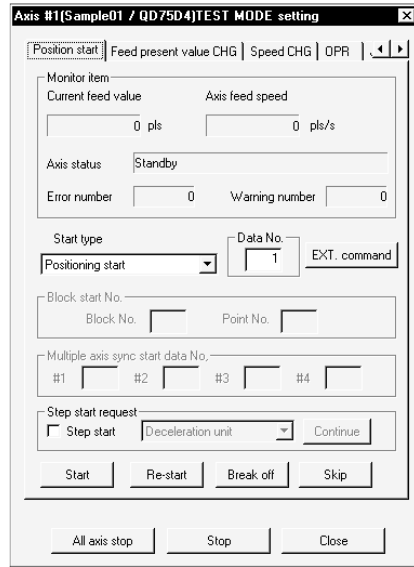 Axis #1(Sample01 / QD75D4)TEST MODE setting
Position start Feed present value CHG Speed CHG OPR
Monitor item
Current feed value Axis feed speed
0 pls 0 pls/s
Axis status Standby
Error number 0 Warning number 0
Start type Data No.
Positioning start 1 EXT. command
Block start No.
Block No. Point No.
Multiple axis sync start data No,
#1 #2 #3 #4
Step start request
Step start Deceleration unit Continue
Start Re-start Break off Skip
All axis stop Stop Close